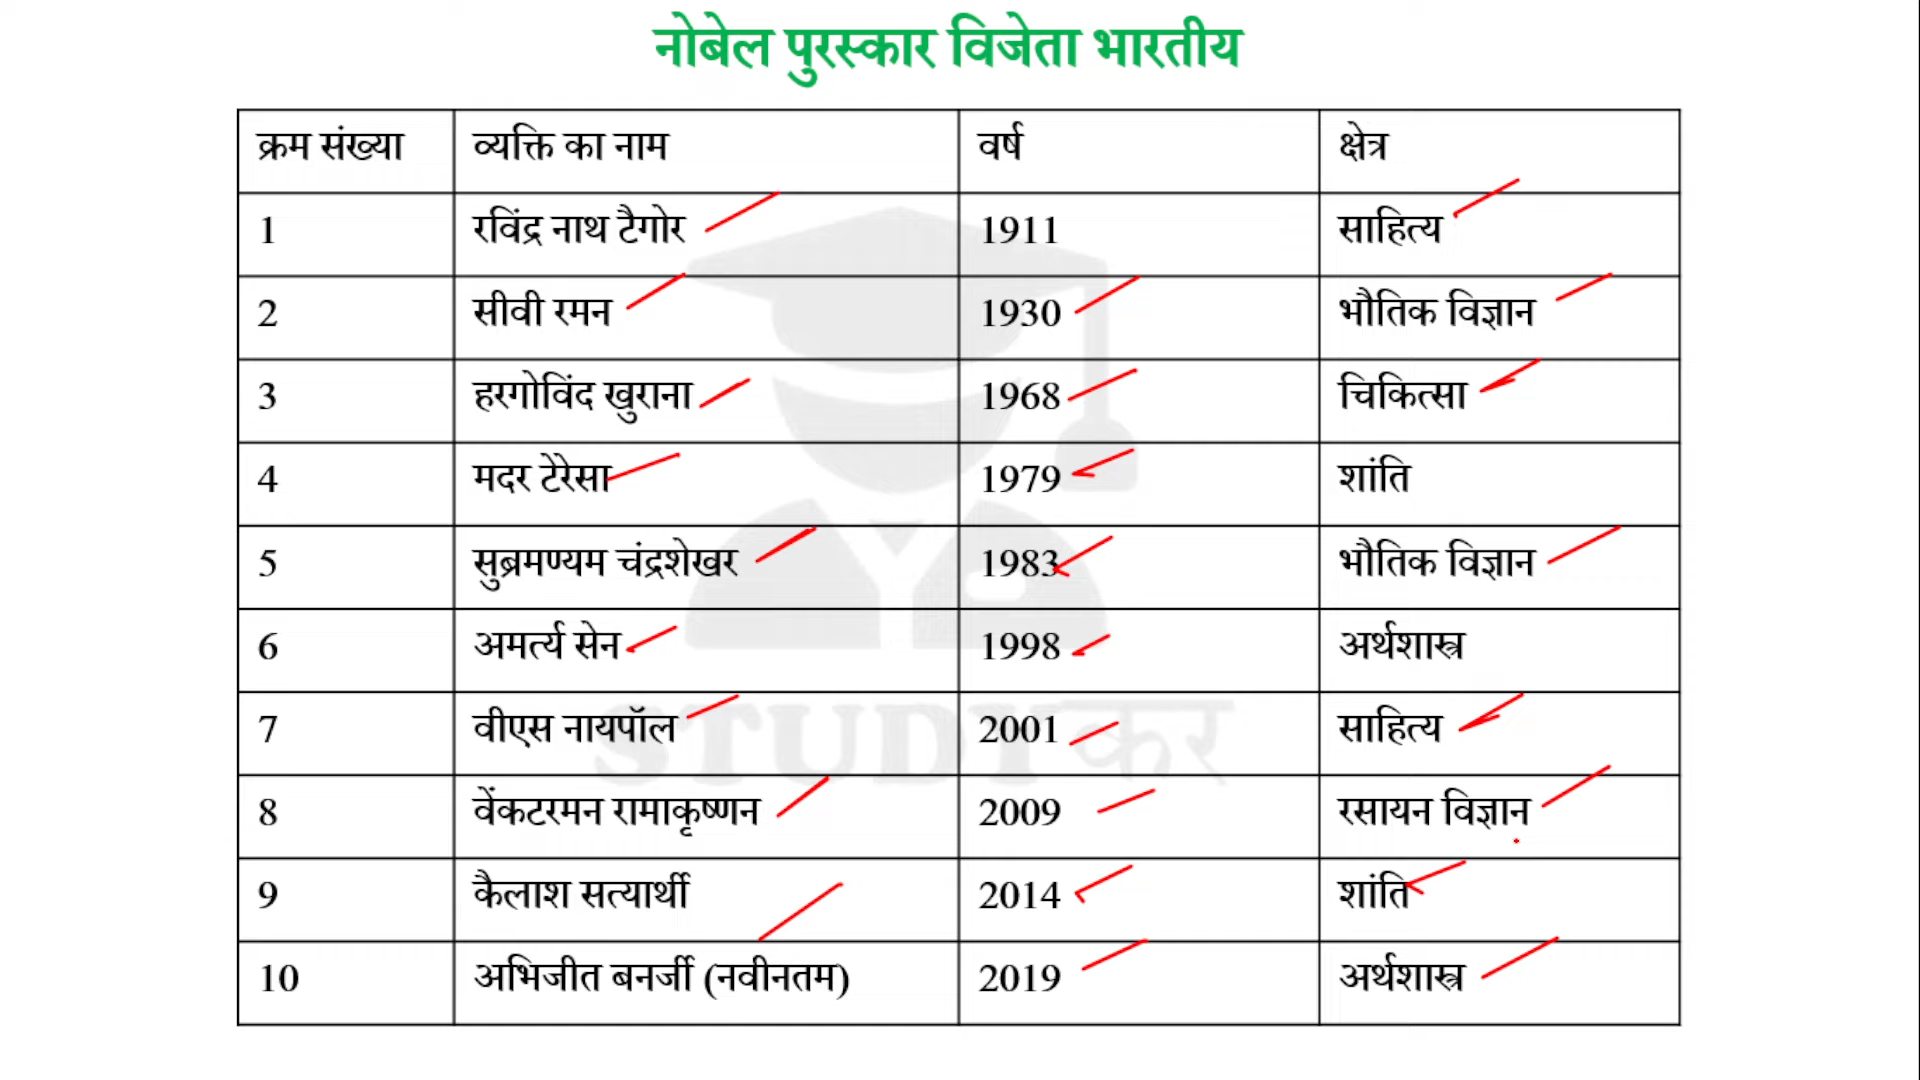 नोबेल पुरस्कार विजेता भारतीय
क्रम संख्या व्यक्ति का नाम वर्ष क्षेत्र
1 रविंद्र नाथ टैगोर 1911 साहित्य
2 सीवी रमन 1930 भौतिक विज्ञान
3 हरगोविंद खुराना 1968 चिकित्सा
4 मदर टेरेसा 1979 शांति
5 सुब्रमण्यम चंद्रशेखर 1983 भौतिक विज्ञान
6 अमर्त्य सेन 1998 अर्थशास्त्र
7 वीएस नायपॉल 2001 साहित्य
8 वेंकटरमन रामाकृष्णन 2009 रसायन विज्ञान
9 कैलाश सत्यार्थी 2014 शांति
10 अभिजीत बनर्जी (नवीनतम) 2019 अर्थशास्त्र
STUDY कर